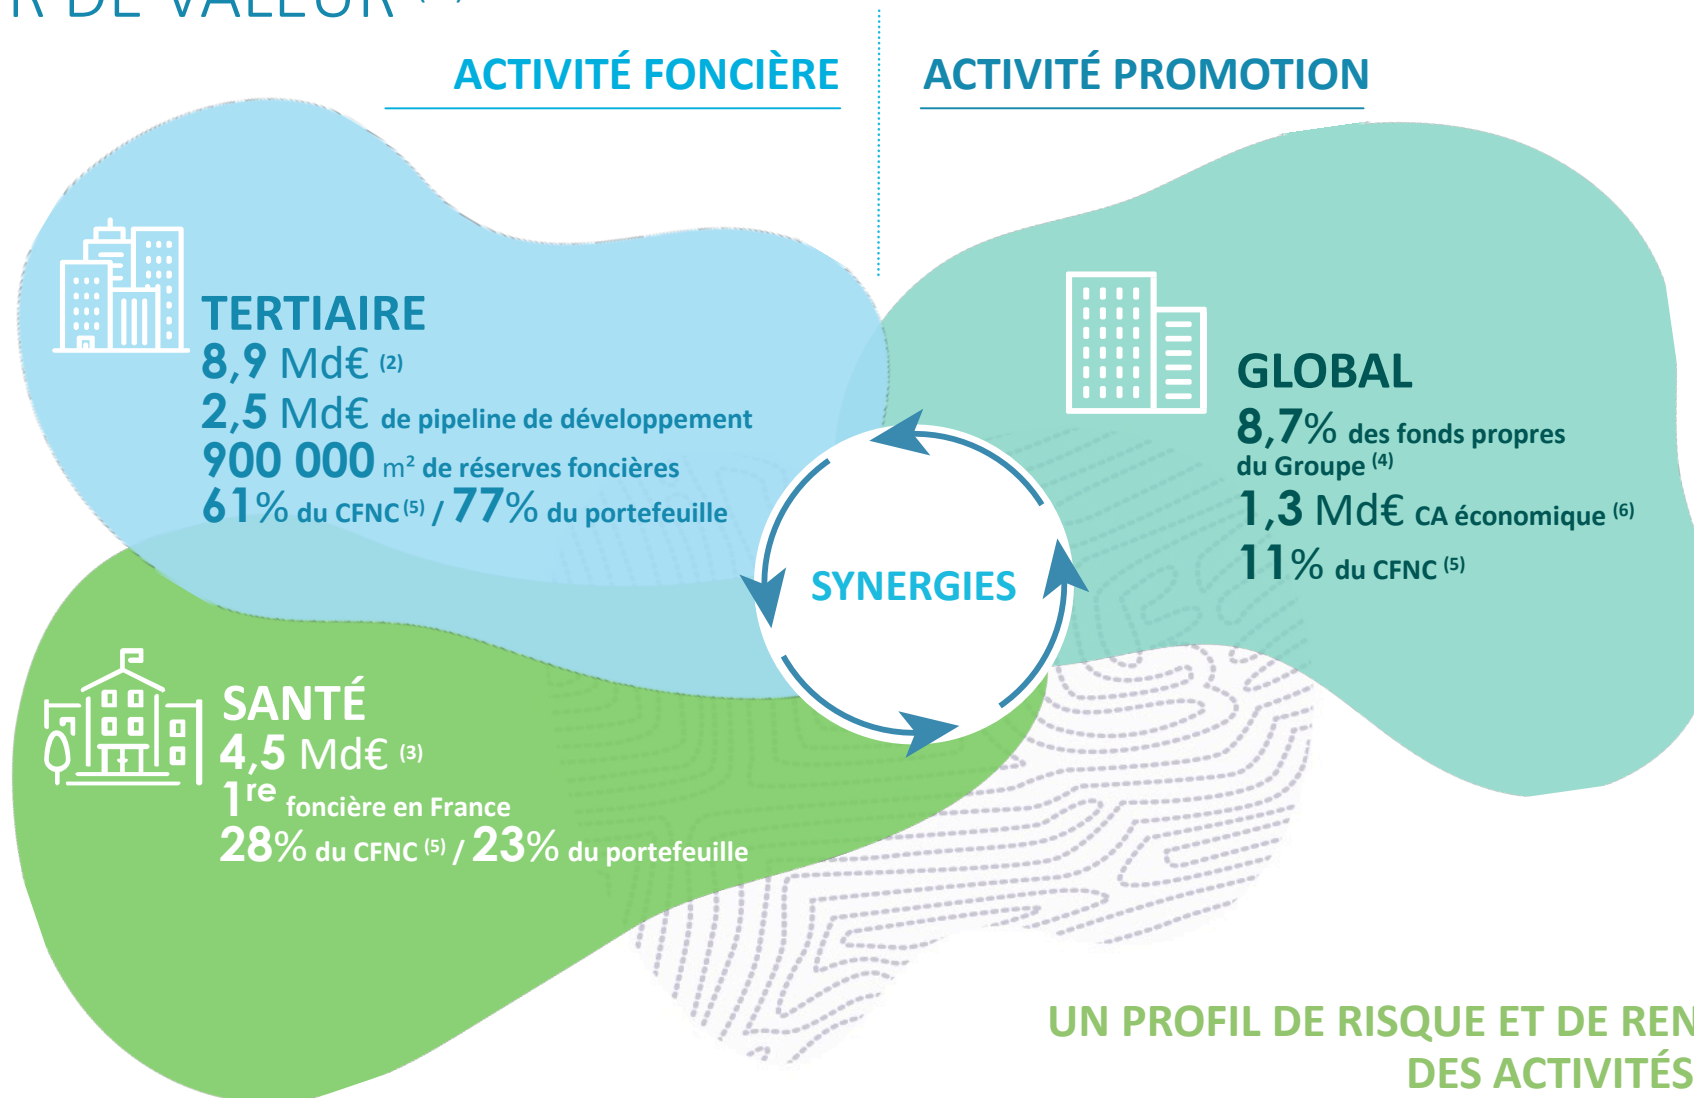 R DE VALEUR
ACTIVITÉ FONCIÈRE
ACTIVITÉ PROMOTION
TERTIAIRE
8,9 Md€ (2)
2,5 Md€ de pipeline de développement
900 000 m² de réserves foncières
61% du CFNC (5) / 77% du portefeuille
SANTÉ
4,5 Md€ (3)
1re foncière en France
28% du CFNC (5) / 23% du portefeuille
SYNERGIES
GLOBAL
8,7% des fonds propres
du Groupe (4)
1,3 Md€ CA économique (6)
11% du CFNC (5)
UN PROFIL DE RISQUE ET DE REN
DES ACTIVITÉS